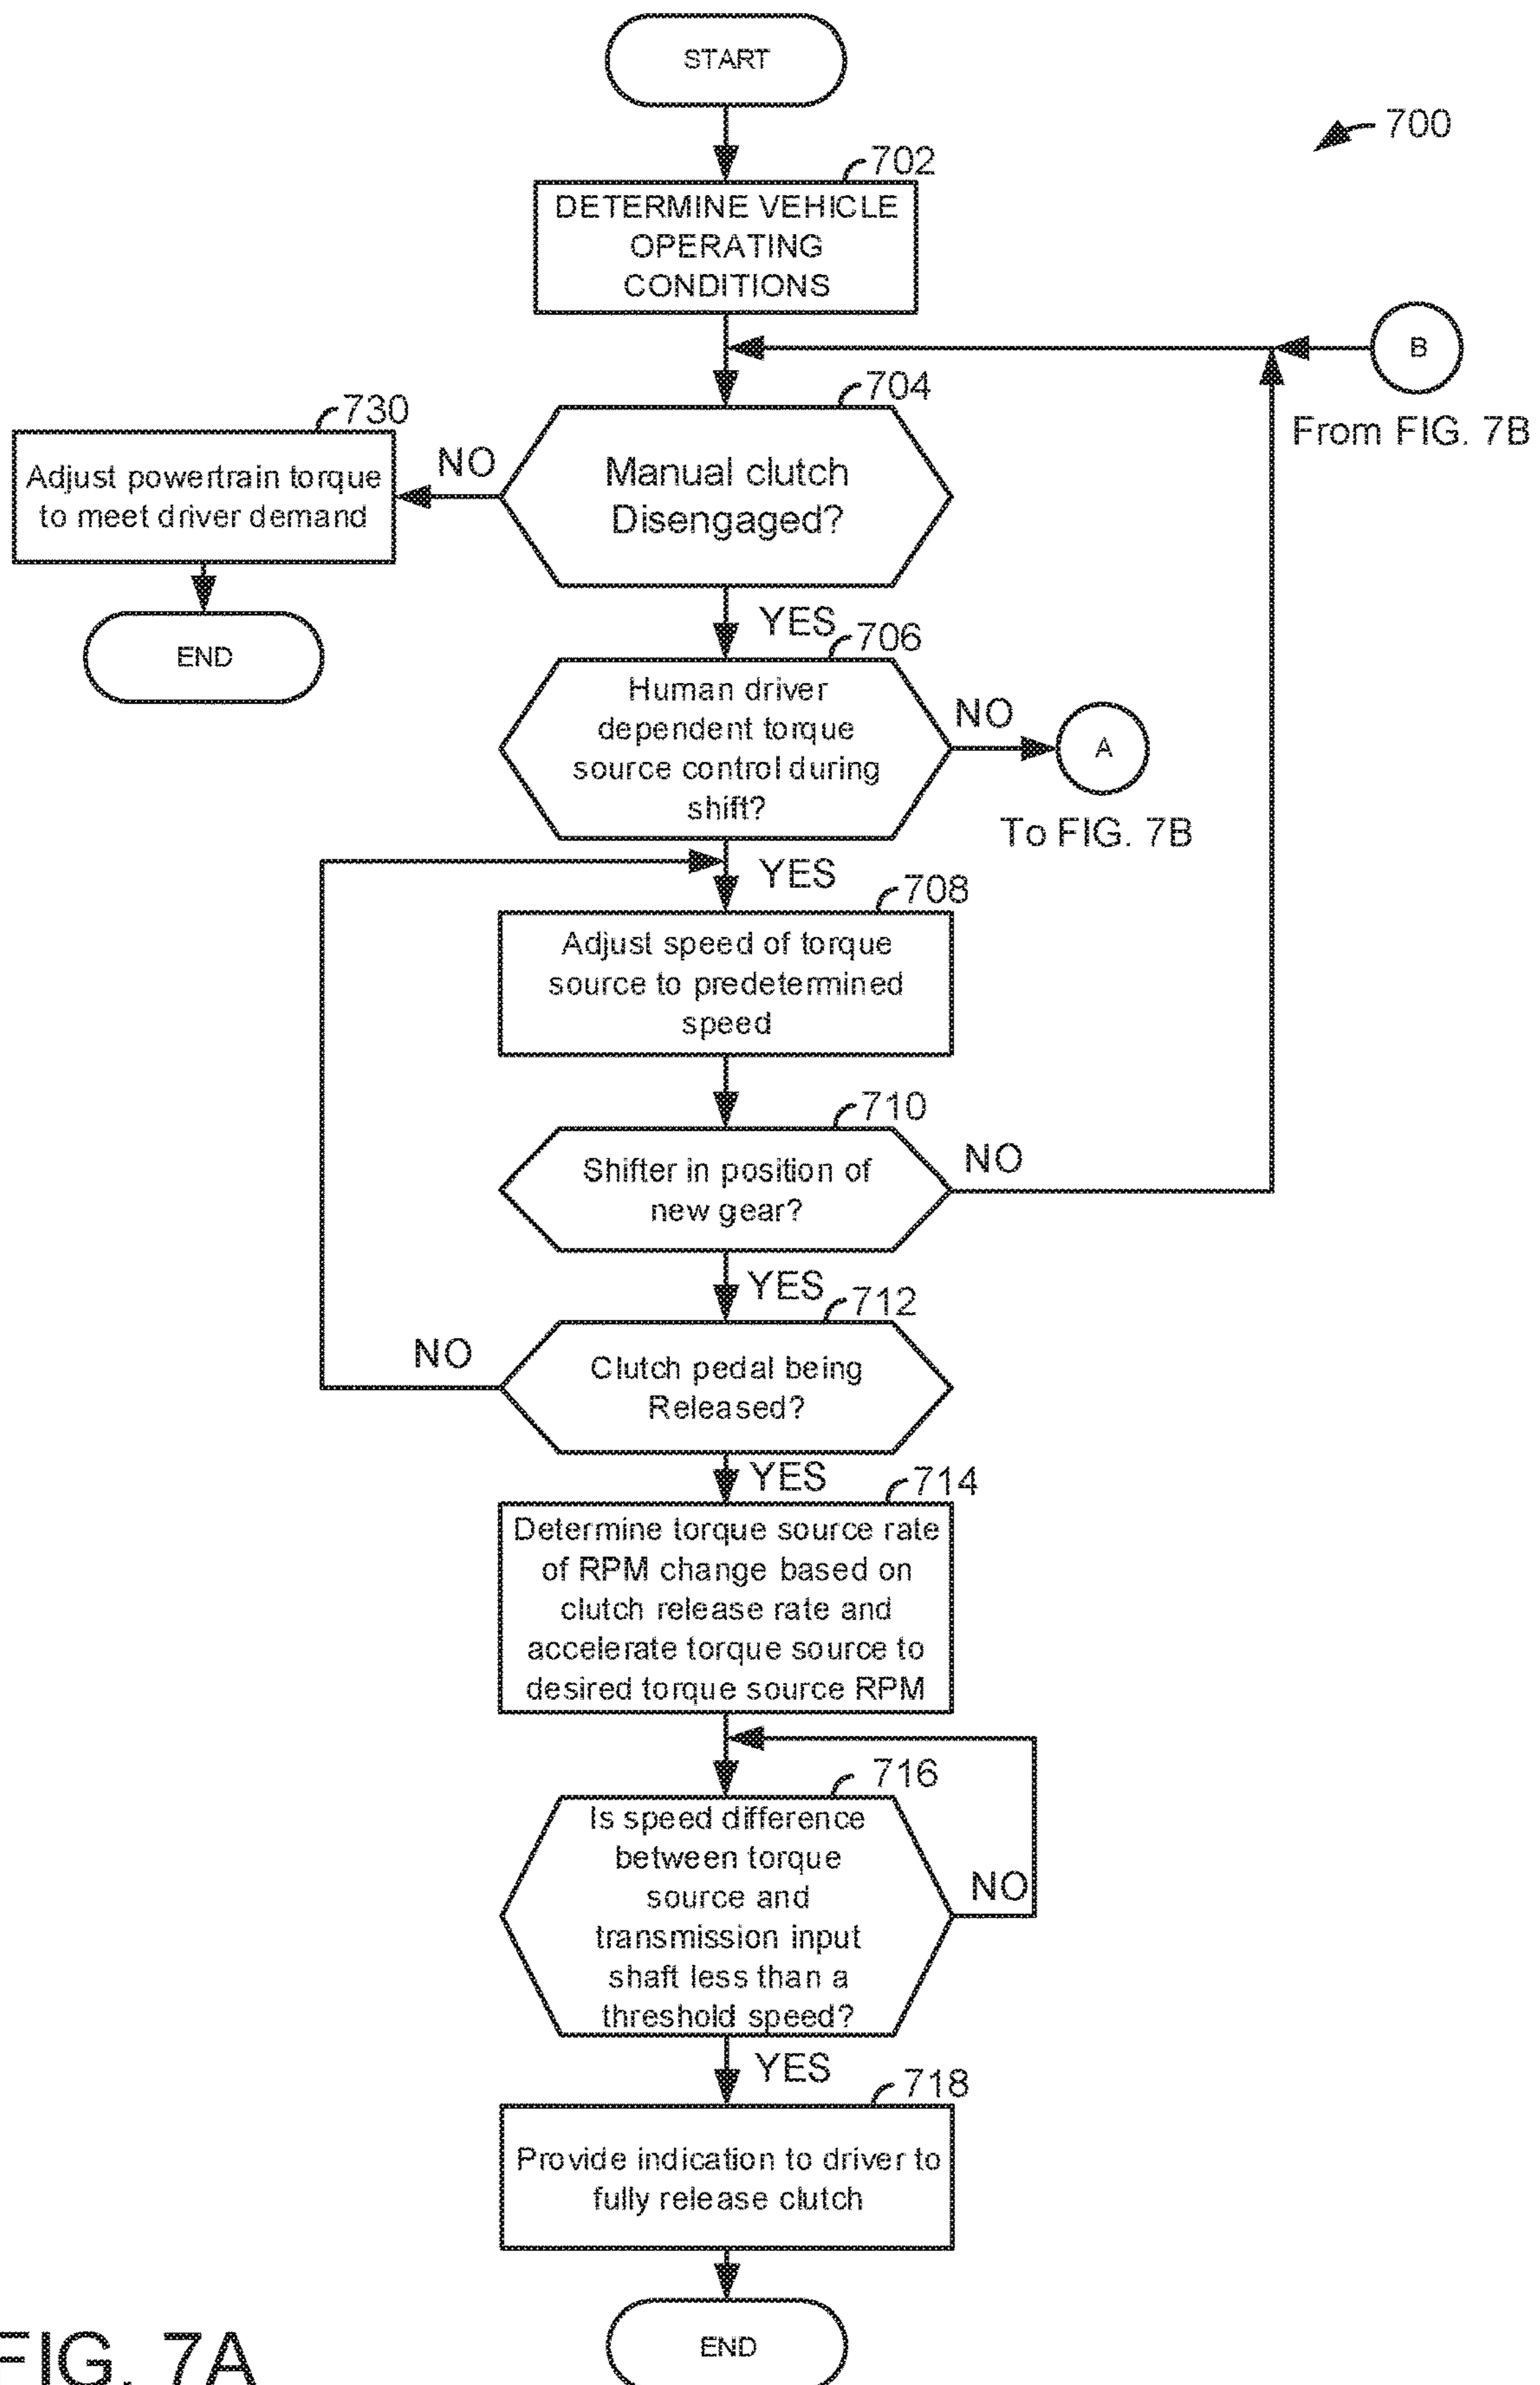 START
700
702
DETERMINE VEHICLE
OPERATING
CONDITIONS
B
From FIG. 7B
704
Manual clutch
Disengaged?
NO
730
Adjust powertrain torque
to meet driver demand
END
YES
706
Human driver
dependent torque
source control during
shift?
NO
A
To FIG. 7B
YES
708
Adjust speed of torque
source to predetermined
speed
710
Shifter in position of
new gear?
NO
YES
712
Clutch pedal being
Released?
NO
YES
714
Determine torque source rate
of RPM change based on
clutch release rate and
accelerate torque source to
desired torque source RPM
716
Is speed difference
between torque
source and
transmission input
shaft less than a
threshold speed?
NO
YES
718
Provide indication to driver to
fully release clutch
END
FIG. 7A